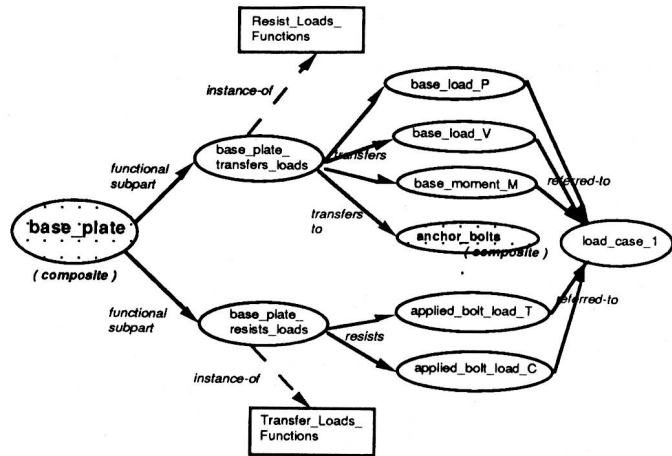 Resist_Loads_
Functions
instance-of
base_load_P
base_plate_
transfers_loads
transfers
base_load_V
functional
subpart
base_moment_M
referred-to
transfers
to
base_plate
anchor_bolts
( composite )
load_case_1
( composite )
functional
subpart
base_plate_
resists_loads
applied_bolt_load_T
referred-to
resists
applied_bolt_load_C
instance-of
Transfer_Loads_
Functions